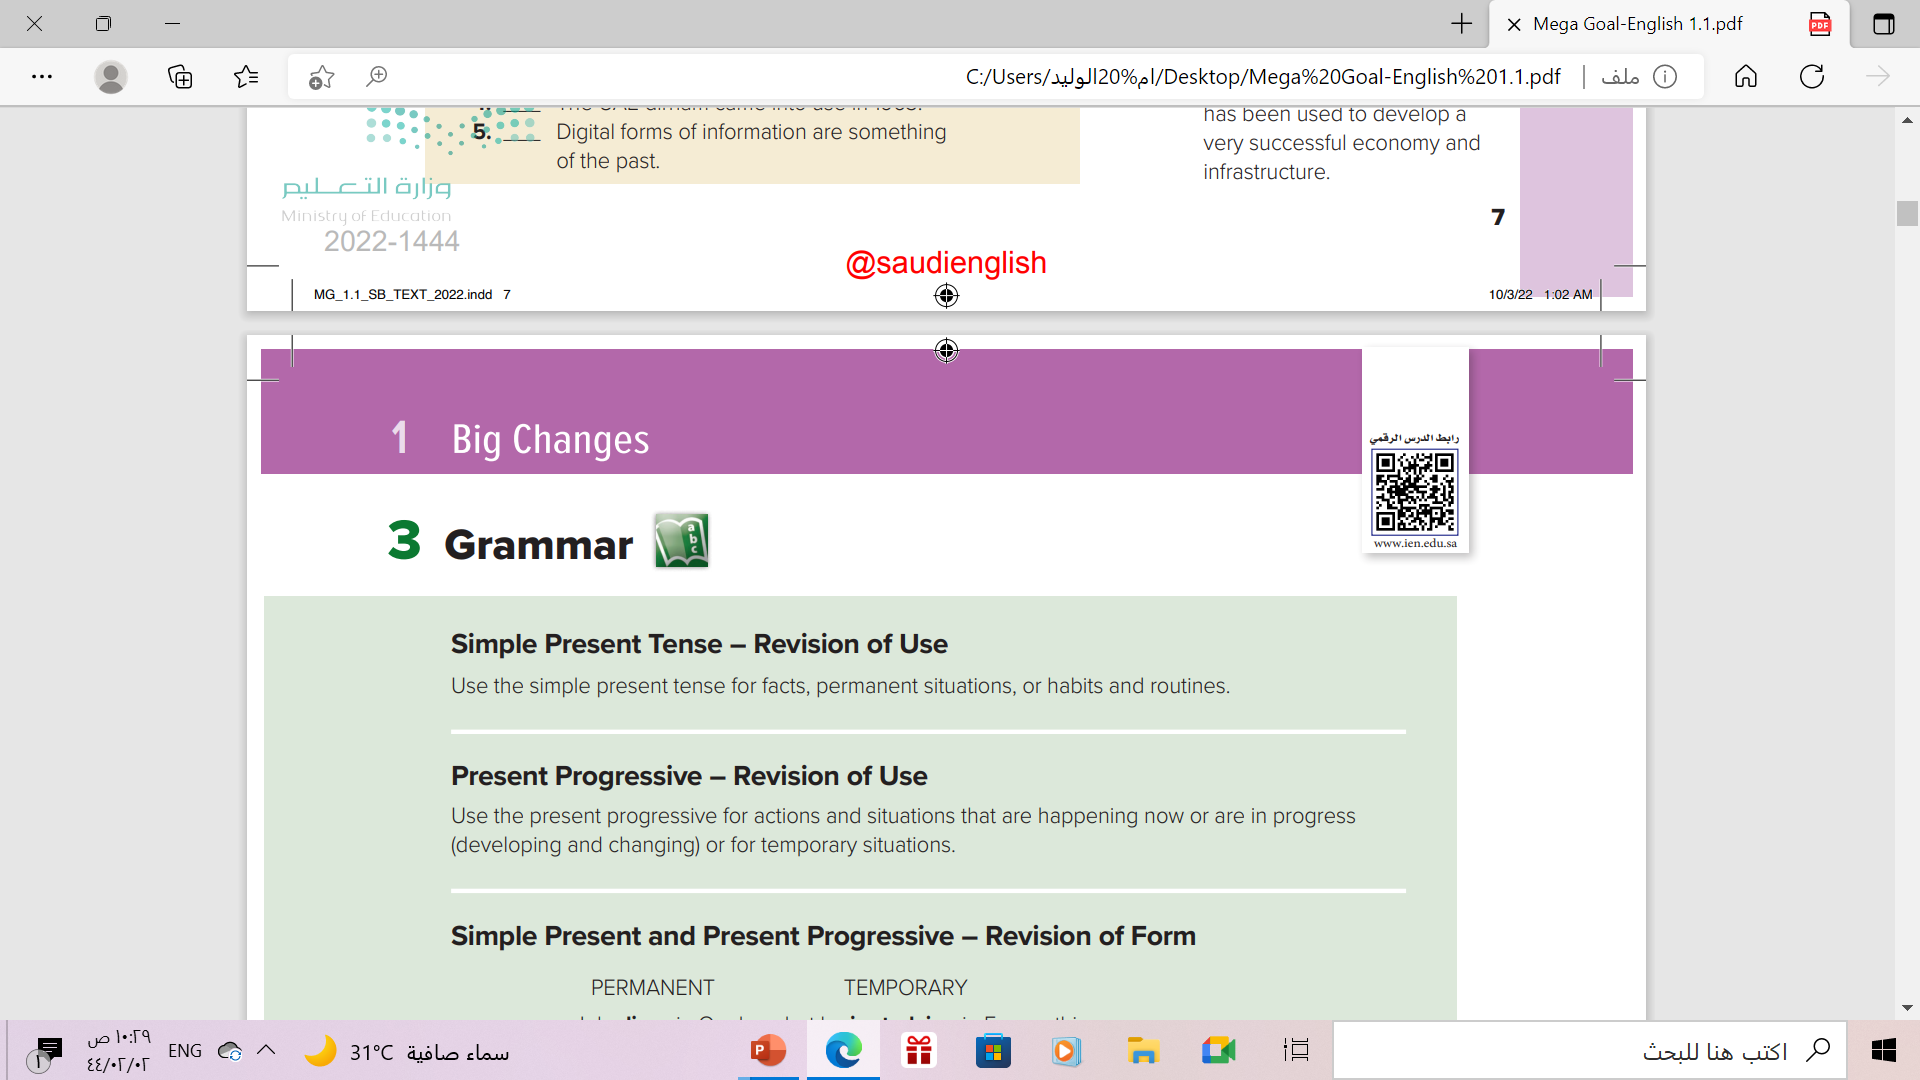 Mega Goal-English 1.1.pdf
C:/Users/ام%20الوليد/Desktop/Mega%20Goal-English%201.1.pdf
ملف
has been used to develop a
5. Digital forms of information are something
of the past.
very successful economy and
infrastructure.
وزارة التعليم
Ministry of Education
2022-1444
7
@saudienglish
MG_1.1_SB_TEXT_2022.indd 7
10/3/22 1:02 AM
1 Big Changes
رابط الدرس الرقمي
www.ien.edu.sa
3 Grammar
a
b
c
Simple Present Tense – Revision of Use
Use the simple present tense for facts, permanent situations, or habits and routines.
Present Progressive – Revision of Use
Use the present progressive for actions and situations that are happening now or are in progress
(developing and changing) or for temporary situations.
Simple Present and Present Progressive – Revision of Form
PERMANENT TEMPORARY
١٠:٢٩ ص
٤٤/٠٢/٠٢
ENG
31°C سماء صافية
اكتب هنا للبحث